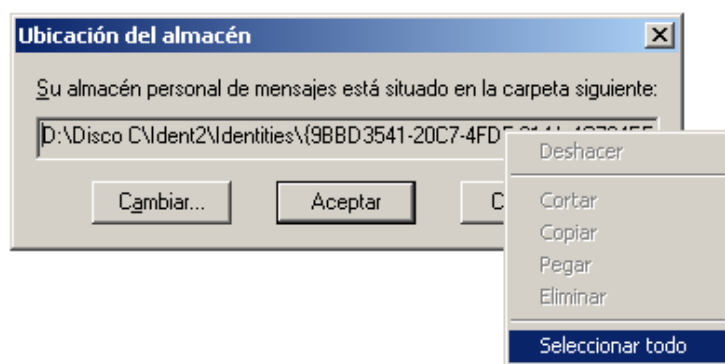 Ubicación del almacén
Su almacén personal de mensajes está situado en la carpeta siguiente:
D:\Disco C\Ident2\Identities\{9BBD3541-20C7-4FDF
Cambiar...
Aceptar
C
Deshacer
Cortar
Copiar
Pegar
Eliminar
Seleccionar todo